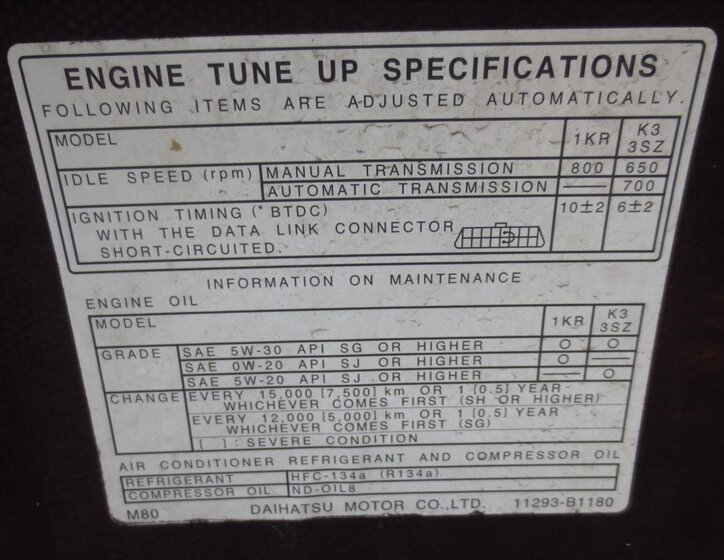 ENGINE TUNE UP SPECIFICATIONS
FOLLOWING ITEMS ARE ADJUSTED AUTOMATICALLY.
MODEL 1KR K3 3SZ
IDLE SPEED (rpm) MANUAL TRANSMISSION 800 650
AUTOMATIC TRANSMISSION — 700
IGNITION TIMING (°BTDC) 10±2 6±2
WITH THE DATA LINK CONNECTOR
SHORT-CIRCUITED.
INFORMATION ON MAINTENANCE
ENGINE OIL
MODEL 1KR K3 3SZ
GRADE SAE 5W-30 API SG OR HIGHER O O
SAE 0W-20 API SJ OR HIGHER O —
SAE 5W-20 API SJ OR HIGHER — O
CHANGE EVERY 15,000 [7,500] km OR 1 [0.5] YEAR
WHICHEVER COMES FIRST (SH OR HIGHER)
EVERY 12,000 [5,000] km OR 1 [0.5] YEAR
WHICHEVER COMES FIRST (SG)
[ ] : SEVERE CONDITION
AIR CONDITIONER REFRIGERANT AND COMPRESSOR OIL
REFRIGERANT HFC-134a (R134a)
COMPRESSOR OIL ND-OIL8
M80 DAIHATSU MOTOR CO.,LTD. 11293-B1180